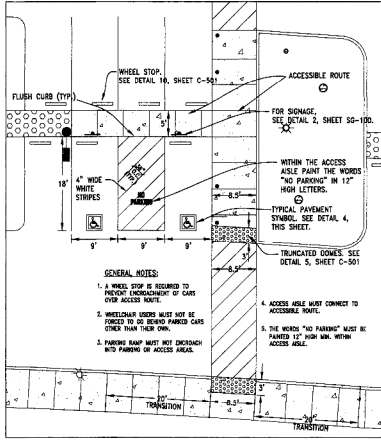 WHEEL STOP.
SEE DETAIL 10, SHEET C-501
ACCESSIBLE ROUTE
FLUSH CURB (TYP.)
FOR SIGNAGE,
SEE DETAIL 2, SHEET SG-100.
5'
18'
4" WIDE
WHITE
STRIPES
NO
PARKING
WITHIN THE ACCESS
AISLE PAINT THE WORDS
"NO PARKING" IN 12"
HIGH LETTERS.
8.5'
TYPICAL PAVEMENT
SYMBOL. SEE DETAIL 4,
THIS SHEET.
9'
9'
9'
8.5'
3'
TRUNCATED DOMES. SEE
DETAIL 5, SHEET C-501
GENERAL NOTES:
1. A WHEEL STOP IS REQUIRED TO
PREVENT ENCROACHMENT OF CARS
OVER ACCESS ROUTE.
2. WHEELCHAIR USERS MUST NOT BE
FORCED TO GO BEHIND PARKED CARS
OTHER THAN THEIR OWN.
3. PARKING RAMP MUST NOT ENCROACH
INTO PARKING OR ACCESS AREAS.
4. ACCESS AISLE MUST CONNECT TO
ACCESSIBLE ROUTE.
5. THE WORDS "NO PARKING" MUST BE
PAINTED 12" HIGH MIN. WITHIN
ACCESS AISLE.
3'
20'
TRANSITION
8.5'
20'
TRANSITION